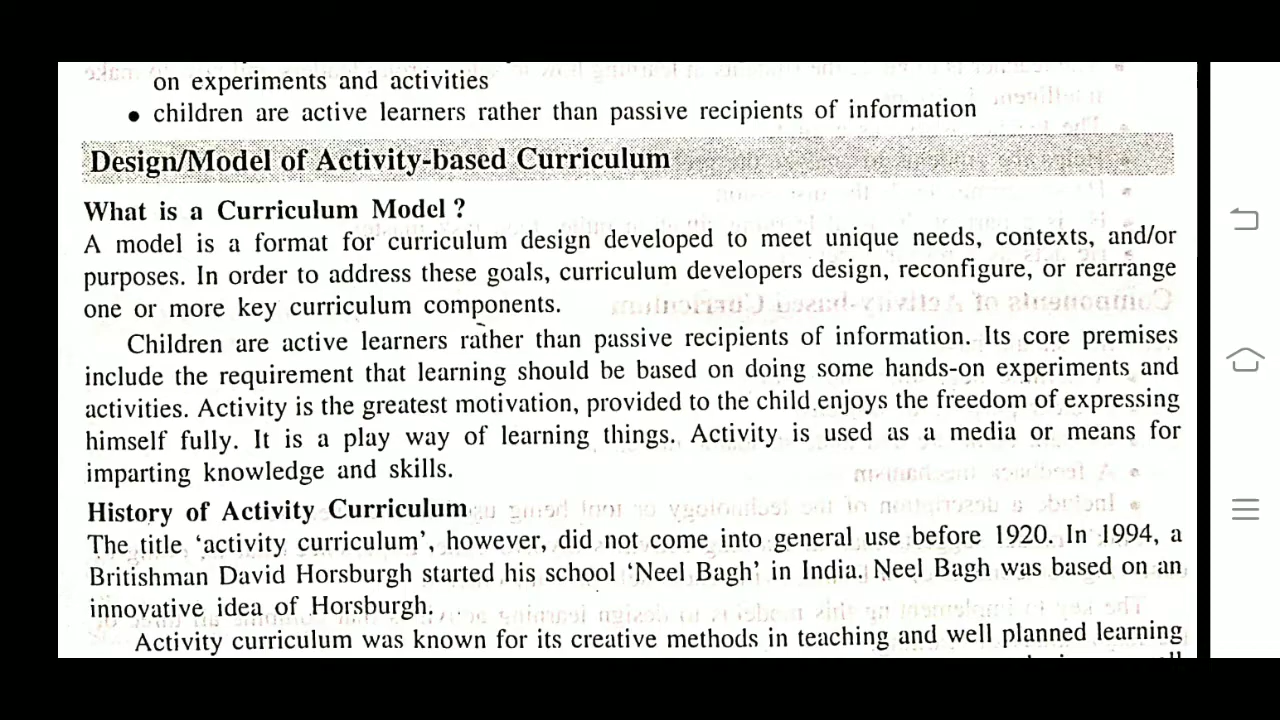 on experiments and activities
• children are active learners rather than passive recipients of information
Design/Model of Activity-based Curriculum
What is a Curriculum Model ?
A model is a format for curriculum design developed to meet unique needs, contexts, and/or
purposes. In order to address these goals, curriculum developers design, reconfigure, or rearrange
one or more key curriculum components.
Children are active learners rather than passive recipients of information. Its core premises
include the requirement that learning should be based on doing some hands-on experiments and
activities. Activity is the greatest motivation, provided to the child enjoys the freedom of expressing
himself fully. It is a play way of learning things. Activity is used as a media or means for
imparting knowledge and skills.
History of Activity Curriculum
The title ‘activity curriculum’, however, did not come into general use before 1920. In 1994, a
Britishman David Horsburgh started his school ‘Neel Bagh’ in India. Neel Bagh was based on an
innovative idea of Horsburgh.
Activity curriculum was known for its creative methods in teaching and well planned learning